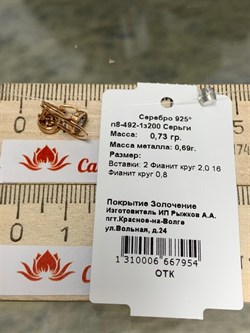 Серебро 925°
п8-492-1з200 Серьги
Масса: 0,73 гр.
Масса металла: 0,69г.
Размер:
Вставки: 2 Фианит круг 2,0 16
Фианит круг 0,8
Покрытие Золочение
Изготовитель ИП Рыжков А.А.
пгт.Красное-на-Волге
ул.Вольная, д.24
1 310006 667954
ОТК
Са
Са